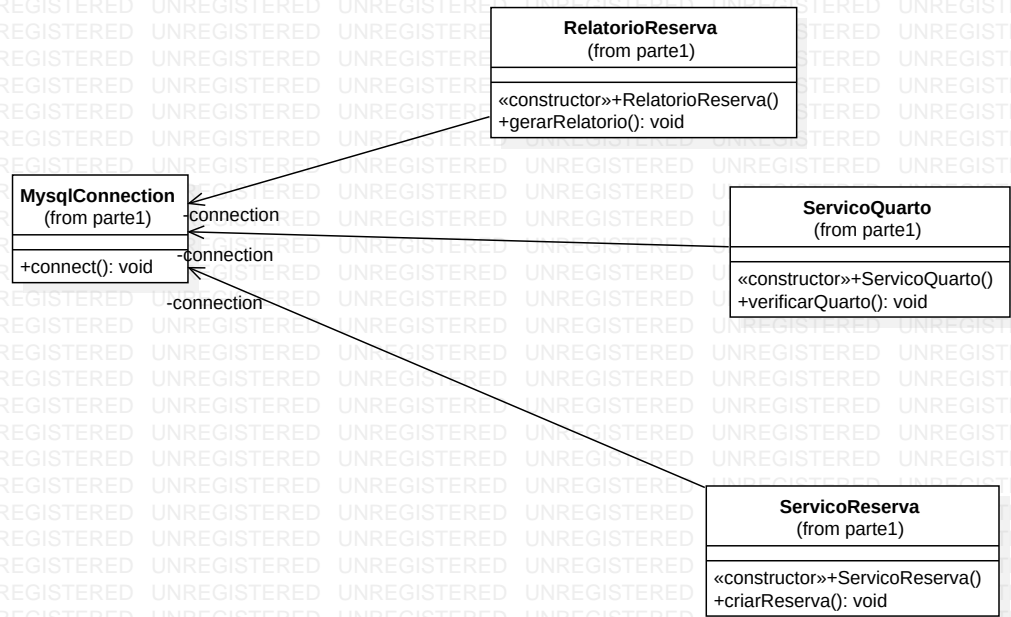 RelatorioReserva
(from parte1)
«constructor»+RelatorioReserva()
+gerarRelatorio(): void
MysqlConnection
(from parte1)
+connect(): void
-connection
-connection
-connection
ServicoQuarto
(from parte1)
«constructor»+ServicoQuarto()
+verificarQuarto(): void
ServicoReserva
(from parte1)
«constructor»+ServicoReserva()
+criarReserva(): void
UNREGISTERED